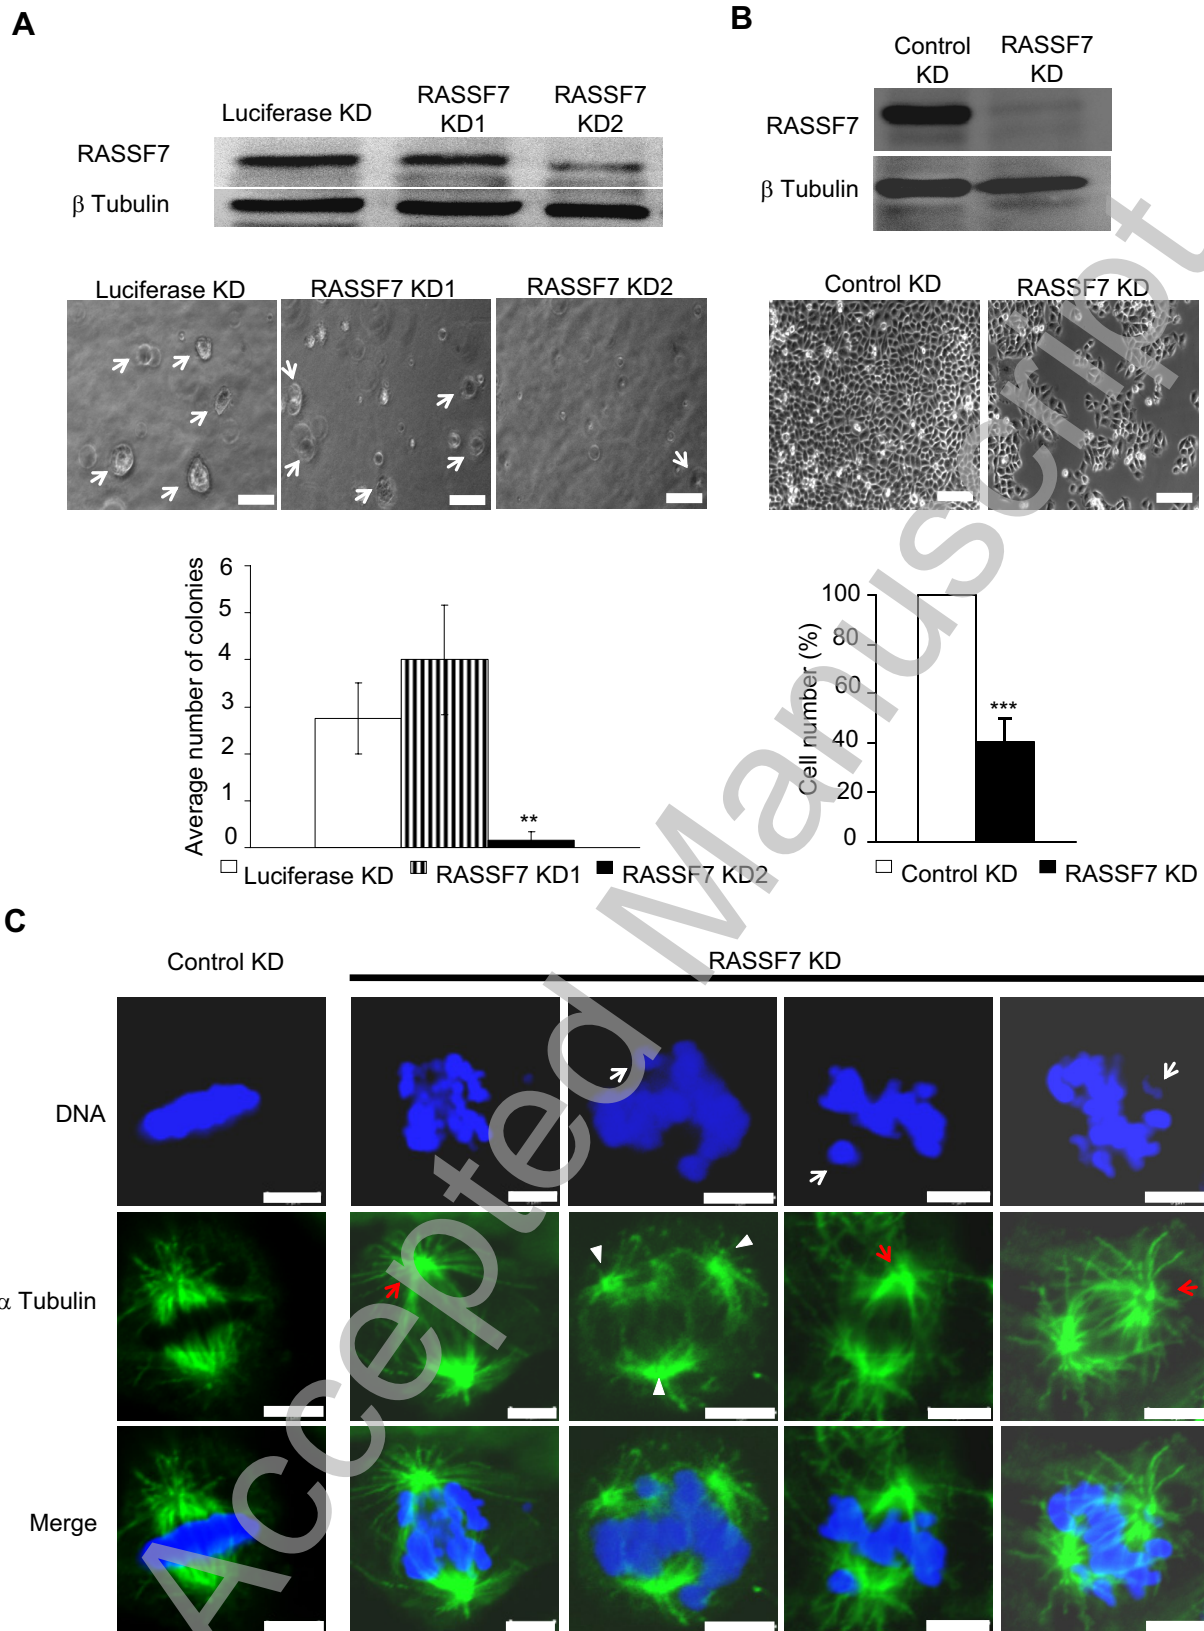 A
B
Luciferase KD
RASSF7
KD1
RASSF7
KD2
RASSF7
β Tubulin
Control
KD
RASSF7
KD
RASSF7
β Tubulin
Luciferase KD
RASSF7 KD1
RASSF7 KD2
Control KD
RASSF7 KD
Average number of colonies
6
5
4
3
2
1
0
**
Luciferase KD
RASSF7 KD1
RASSF7 KD2
Cell number (%)
100
80
60
40
20
0
***
Control KD
RASSF7 KD
C
Control KD
RASSF7 KD
DNA
α Tubulin
Merge
Accepted Manuscript